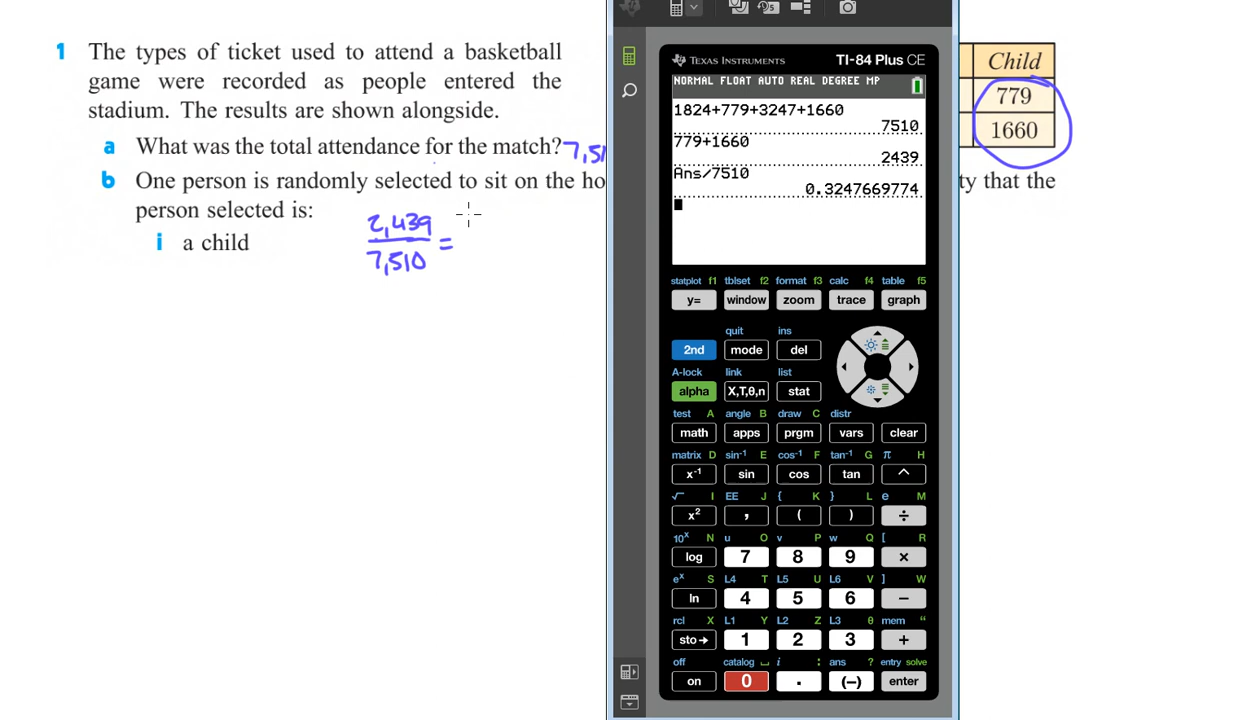 1 The types of ticket used to attend a basketball
game were recorded as people entered the
stadium. The results are shown alongside.
a What was the total attendance for the match? 7,51
b One person is randomly selected to sit on the ho
ty that the
person selected is:
i a child
2,439
7,510
=
Child
779
1660
TEXAS INSTRUMENTS TI-84 Plus CE
NORMAL FLOAT AUTO REAL DEGREE MP
1824+779+3247+1660
7510
779+1660
2439
Ans/7510
0.3247669774
statplot f1 tblset f2 format f3 calc f4 table f5
y= window zoom trace graph
quit ins
2nd mode del
A-lock link list
alpha X,T,θ,n stat
test A angle B draw C distr
math apps prgm vars clear
matrix D sin-1 E cos-1 F tan-1 G π H
x-1 sin cos tan ^
√ I EE J { K } L e M
x2 , ( ) ÷
10x N u O v P w Q [ R
log 7 8 9 ×
ex S L4 T L5 U L6 V ] W
ln 4 5 6 −
rcl X L1 Y L2 Z L3 θ mem "
sto→ 1 2 3 +
off catalog i : ans ? entry solve
on 0 . (−) enter